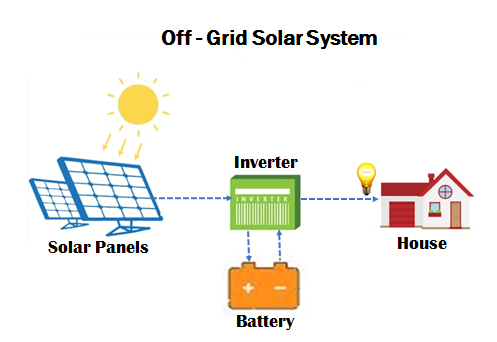 Off - Grid Solar System
Inverter
INVERTER
Solar Panels
House
+ −
Battery